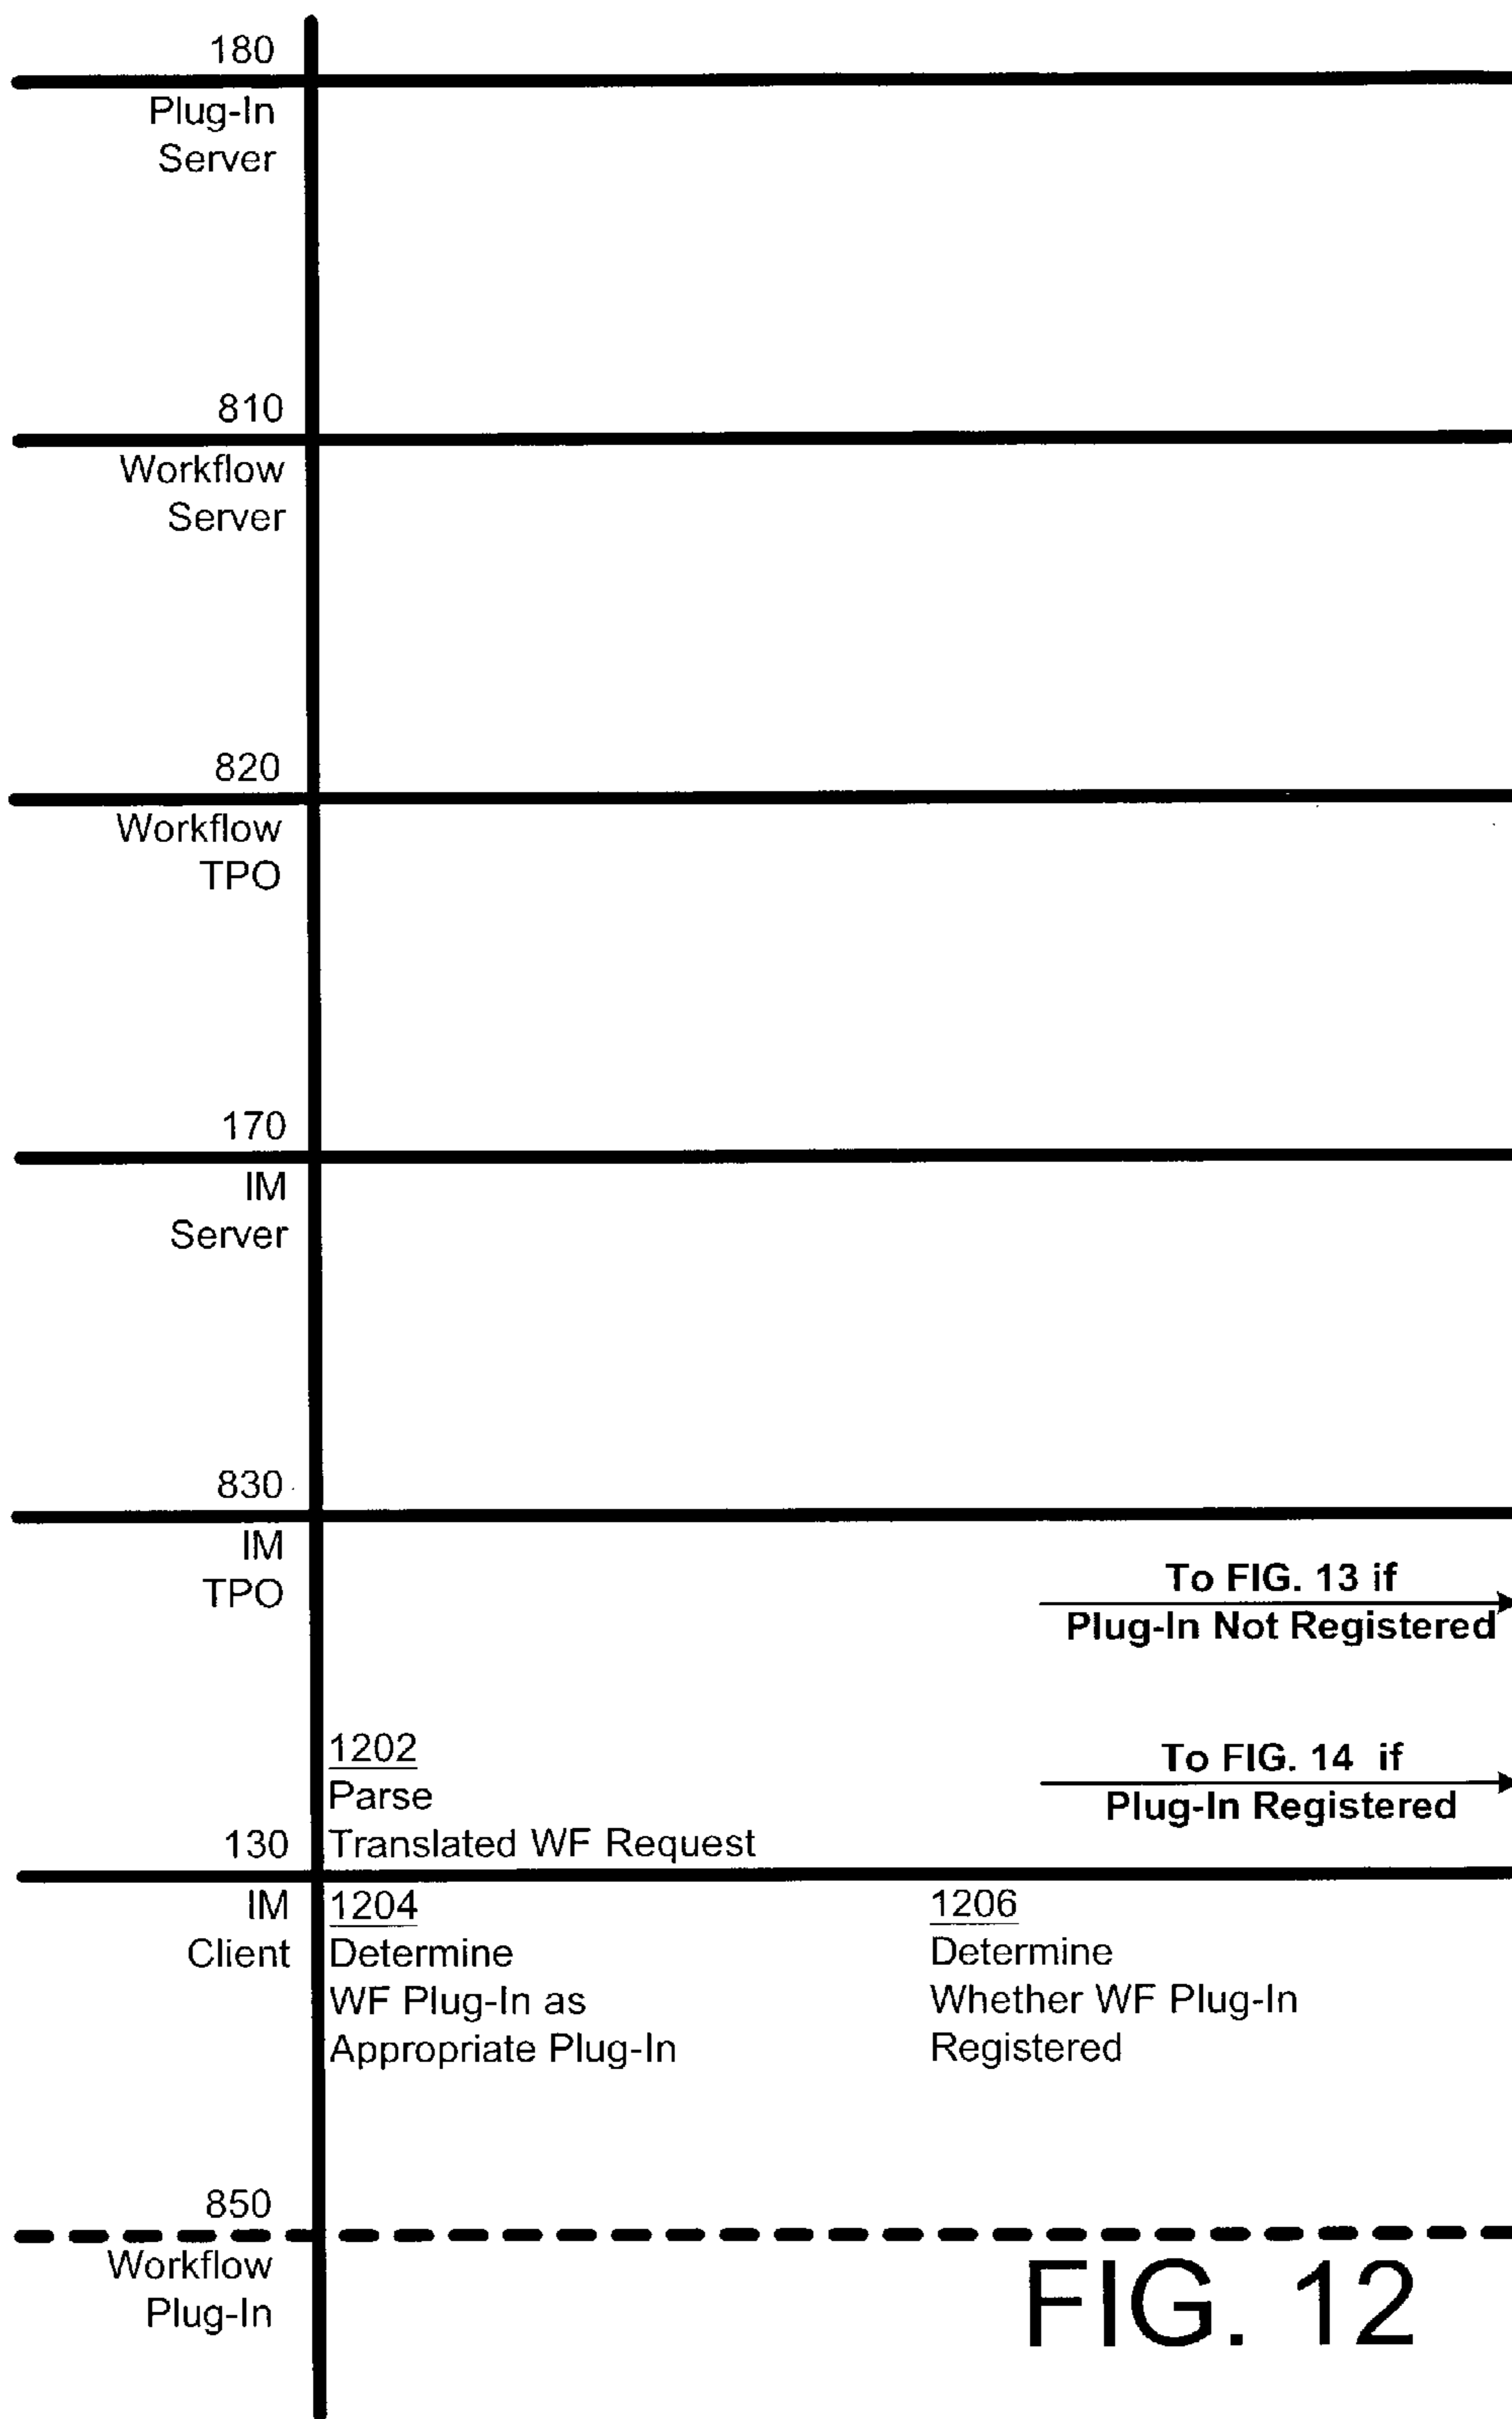 180
Plug-In
Server
810
Workflow
Server
820
Workflow
TPO
170
IM
Server
830
IM
TPO
To FIG. 13 if
Plug-In Not Registered
To FIG. 14 if
Plug-In Registered
1202
Parse
Translated WF Request
130
IM
Client
1204
Determine
WF Plug-In as
Appropriate Plug-In
1206
Determine
Whether WF Plug-In
Registered
850
Workflow
Plug-In
FIG. 12